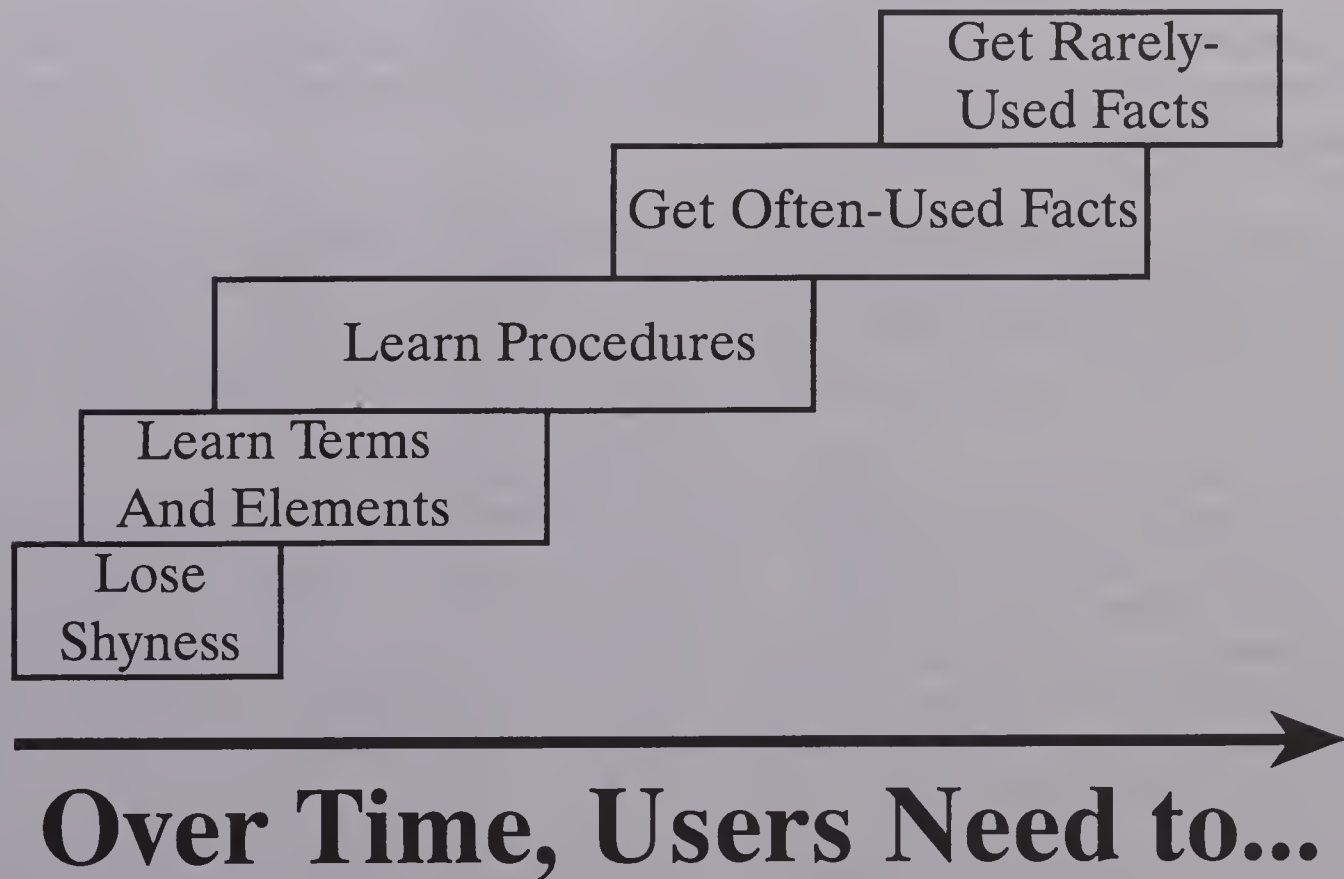 Get Rarely-
Used Facts
Get Often-Used Facts
Learn Procedures
Learn Terms
And Elements
Lose
Shyness
Over Time, Users Need to...